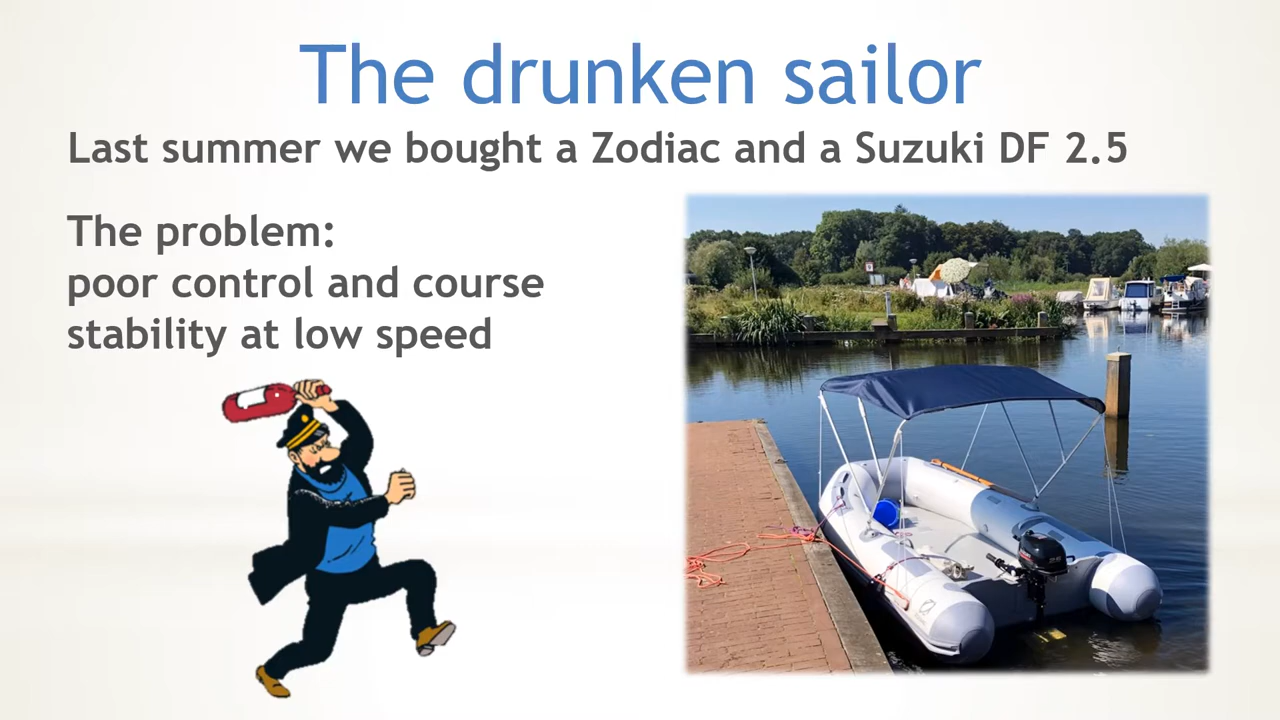 The drunken sailor
Last summer we bought a Zodiac and a Suzuki DF 2.5
The problem:
poor control and course
stability at low speed